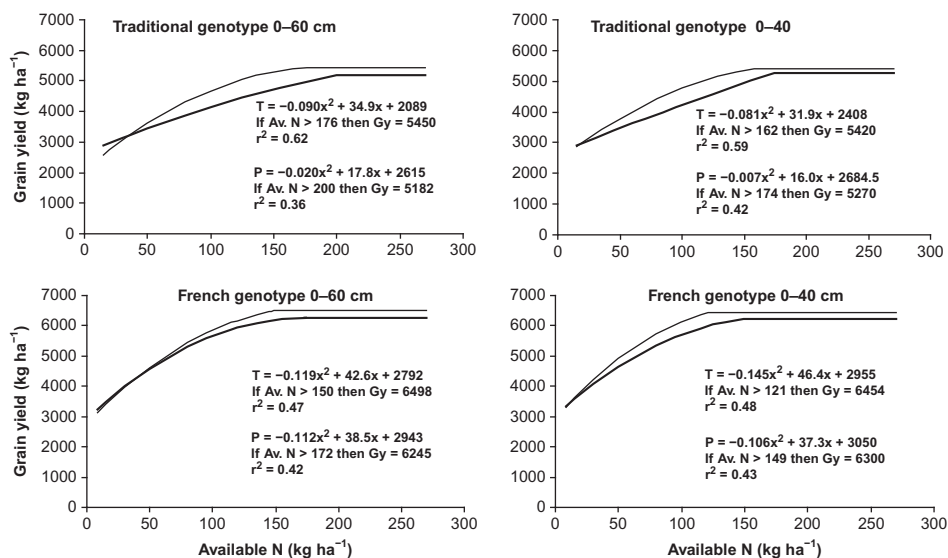 Traditional genotype 0–60 cm
Grain yield (kg ha⁻¹)
7000
6000
5000
4000
3000
2000
1000
0
T = −0.090x² + 34.9x + 2089
If Av. N > 176 then Gy = 5450
r² = 0.62
P = −0.020x² + 17.8x + 2615
If Av. N > 200 then Gy = 5182
r² = 0.36
0 50 100 150 200 250 300
Traditional genotype 0–40
7000
6000
5000
4000
3000
2000
1000
0
T = −0.081x² + 31.9x + 2408
If Av. N > 162 then Gy = 5420
r² = 0.59
P = −0.007x² + 16.0x + 2684.5
If Av. N > 174 then Gy = 5270
r² = 0.42
0 50 100 150 200 250 300
French genotype 0–60 cm
Grain yield (kg ha⁻¹)
7000
6000
5000
4000
3000
2000
1000
0
T = −0.119x² + 42.6x + 2792
If Av. N > 150 then Gy = 6498
r² = 0.47
P = −0.112x² + 38.5x + 2943
If Av. N > 172 then Gy = 6245
r² = 0.42
0 50 100 150 200 250 300
Available N (kg ha⁻¹)
French genotype 0–40 cm
7000
6000
5000
4000
3000
2000
1000
0
T = −0.145x² + 46.4x + 2955
If Av. N > 121 then Gy = 6454
r² = 0.48
P = −0.106x² + 37.3x + 3050
If Av. N > 149 then Gy = 6300
r² = 0.43
0 50 100 150 200 250 300
Available N (kg ha⁻¹)